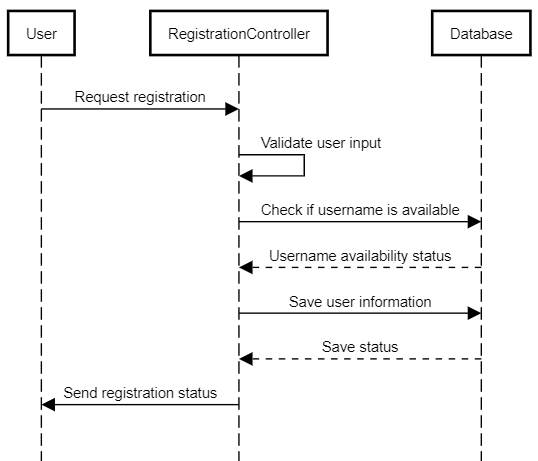 User
RegistrationController
Database
Request registration
Validate user input
Check if username is available
Username availability status
Save user information
Save status
Send registration status